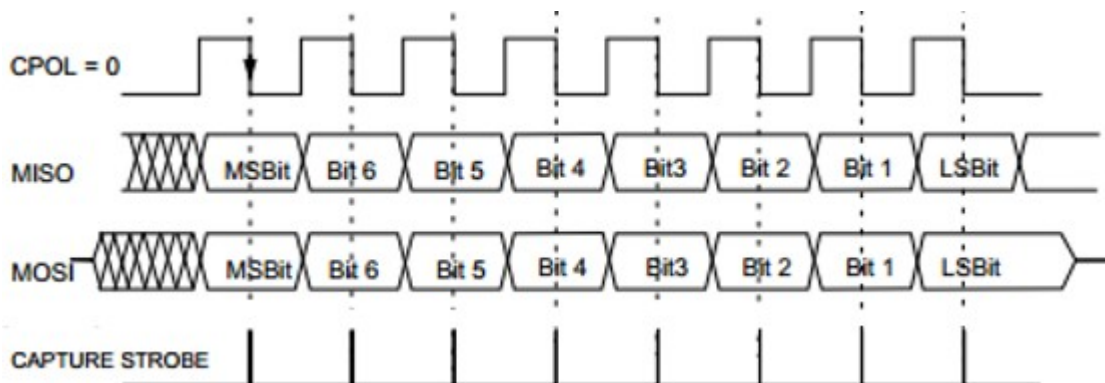 CPOL = 0
MISO MSBit Bit 6 Bit 5 Bit 4 Bit3 Bit 2 Bit 1 LSBit
MOSI MSBit Bit 6 Bit 5 Bit 4 Bit3 Bit 2 Bit 1 LSBit
CAPTURE STROBE